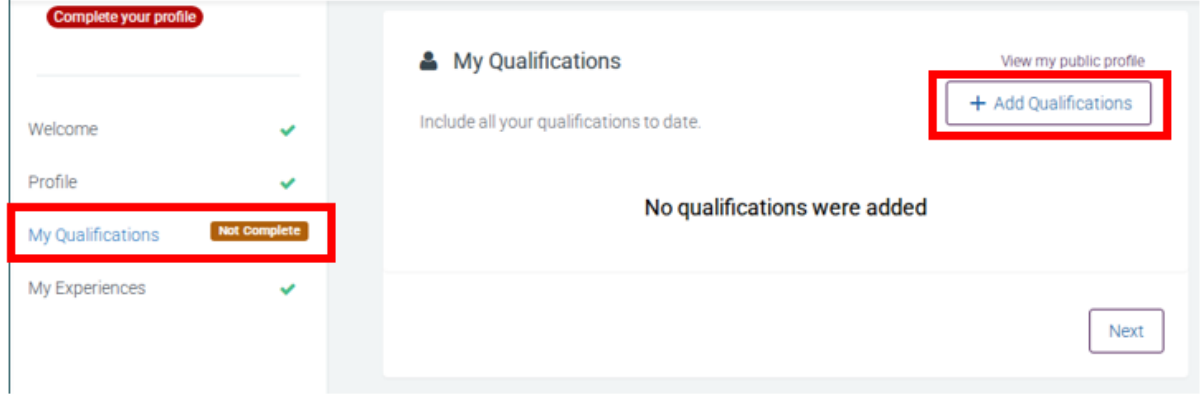 Complete your profile
Welcome
Profile
My Qualifications Not Complete
My Experiences
My Qualifications
View my public profile
+ Add Qualifications
Include all your qualifications to date.
No qualifications were added
Next